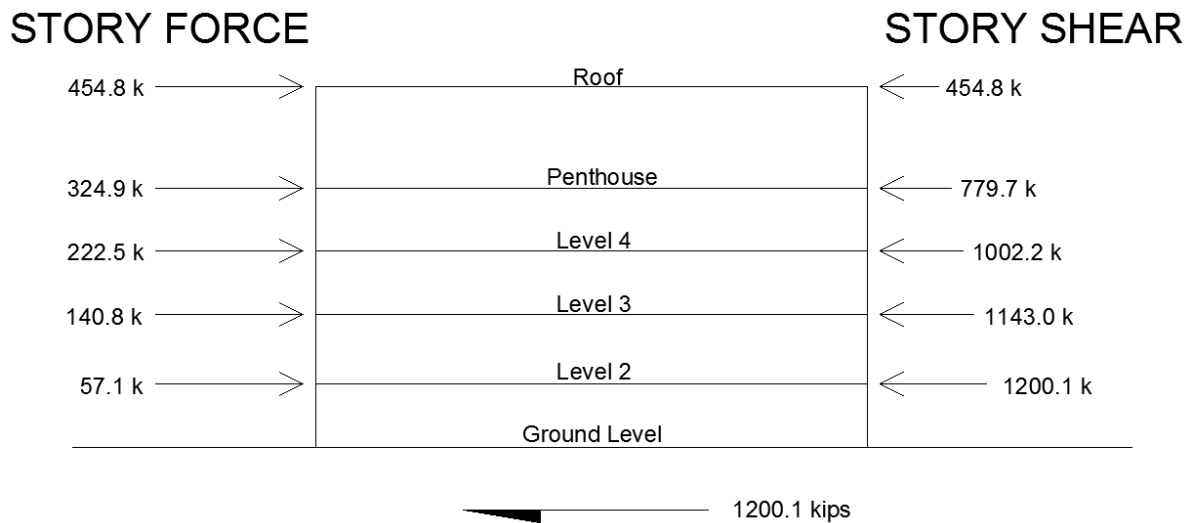 STORY FORCE STORY SHEAR
454.8 k Roof 454.8 k
324.9 k Penthouse 779.7 k
222.5 k Level 4 1002.2 k
140.8 k Level 3 1143.0 k
57.1 k Level 2 1200.1 k
Ground Level
1200.1 kips